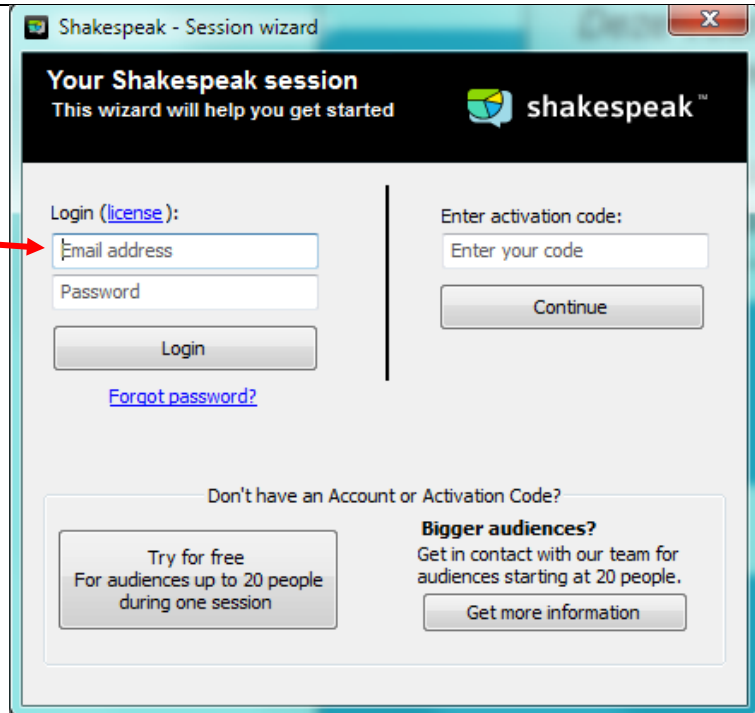 Shakespeak - Session wizard
Your Shakespeak session
This wizard will help you get started
shakespeak™
Login (license ):
Email address
Password
Login
Forgot password?
Enter activation code:
Enter your code
Continue
Don't have an Account or Activation Code?
Try for free
For audiences up to 20 people
during one session
Bigger audiences?
Get in contact with our team for
audiences starting at 20 people.
Get more information